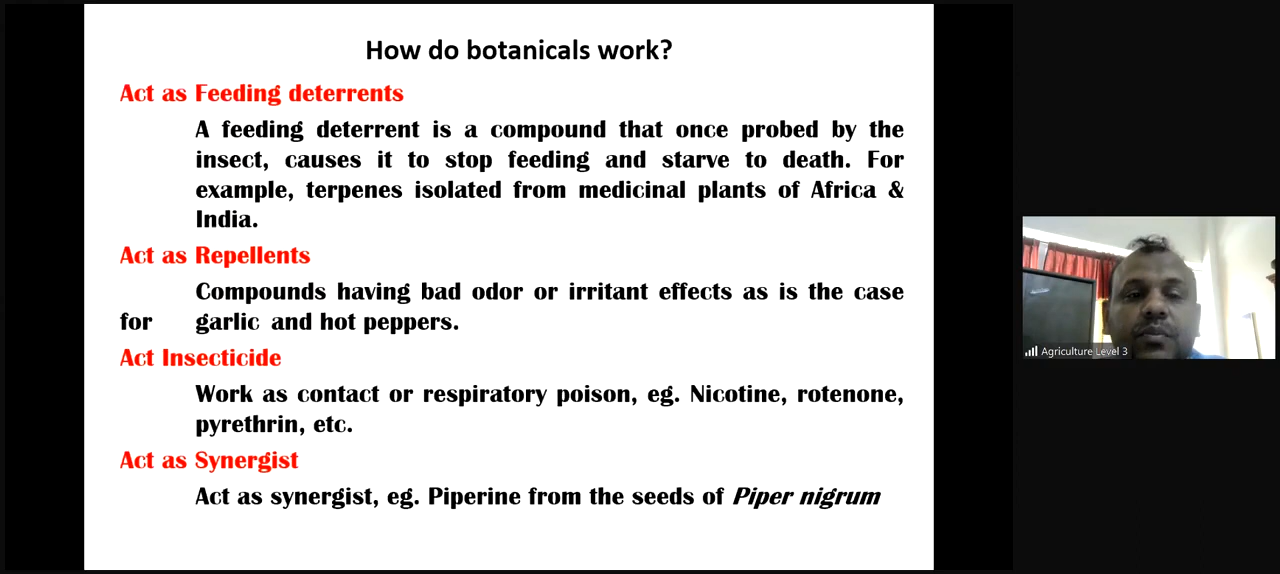 How do botanicals work?
Act as Feeding deterrents
A feeding deterrent is a compound that once probed by the
insect, causes it to stop feeding and starve to death. For
example, terpenes isolated from medicinal plants of Africa &
India.
Act as Repellents
Compounds having bad odor or irritant effects as is the case
for garlic and hot peppers.
Act Insecticide
Work as contact or respiratory poison, eg. Nicotine, rotenone,
pyrethrin, etc.
Act as Synergist
Act as synergist, eg. Piperine from the seeds of Piper nigrum
Agriculture Level 3